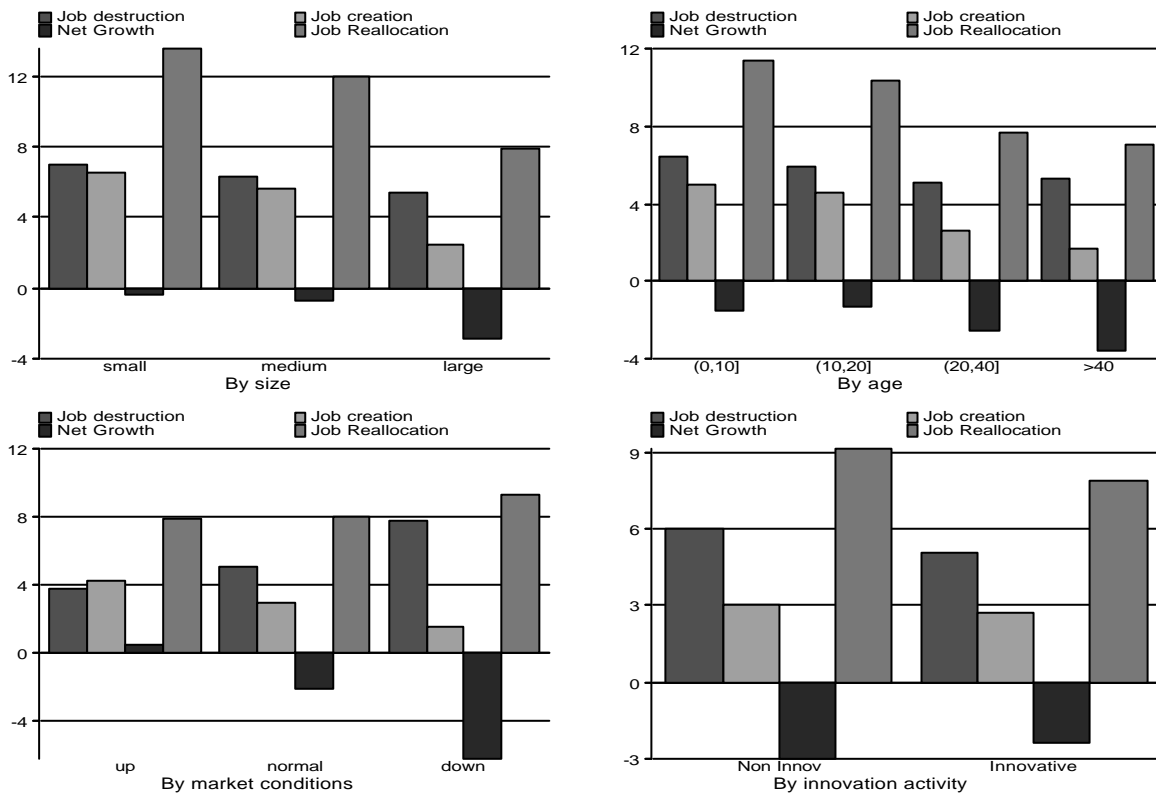 Job destruction Job creation
Net Growth Job Reallocation
12
8
4
0
-4
small medium large
By size
Job destruction Job creation
Net Growth Job Reallocation
12
8
4
0
-4
(0,10] (10,20] (20,40] >40
By age
Job destruction Job creation
Net Growth Job Reallocation
12
8
4
0
-4
up normal down
By market conditions
Job destruction Job creation
Net Growth Job Reallocation
9
6
3
0
-3
Non Innov Innovative
By innovation activity